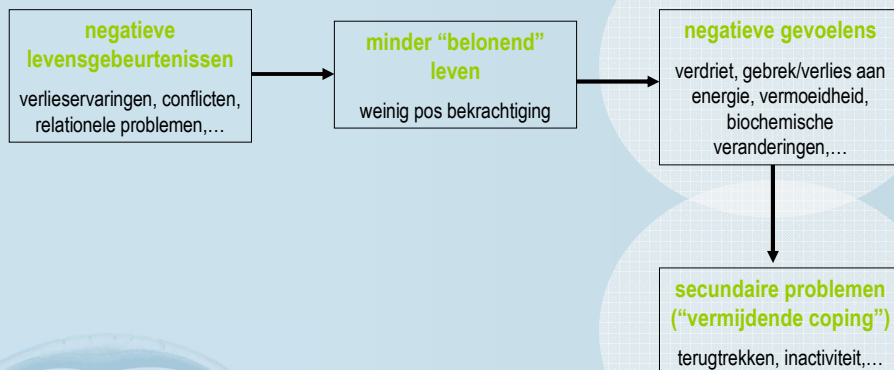 negatieve
levensgebeurtenissen
verlieservaringen, conflicten,
relationele problemen,…
minder “belonend”
leven
weinig pos bekrachtiging
negatieve gevoelens
verdriet, gebrek/verlies aan
energie, vermoeidheid,
biochemische
veranderingen,…
secundaire problemen
(“vermijdende coping”)
terugtrekken, inactiviteit,…